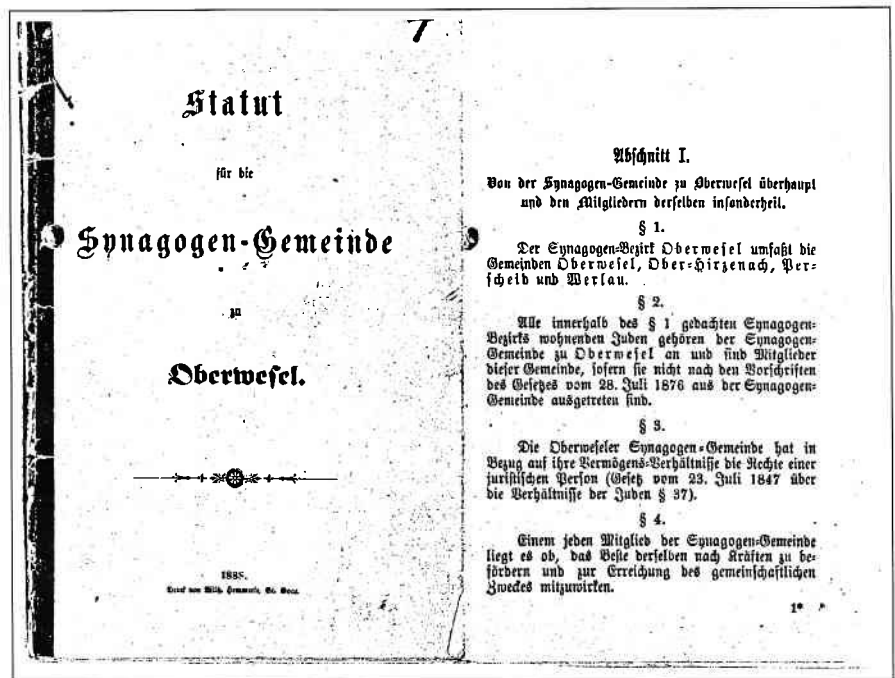 Statut
für die
Synagogen-Gemeinde
zu
Oberwesel.
1885.
Druck von Wilh. St. Goar.
Abschnitt I.
Von der Synagogen-Gemeinde zu Oberwesel überhaupt
und den Mitgliedern derselben insonderheit.
§ 1.
Der Synagogen-Bezirk Oberwesel umfaßt die
Gemeinden Oberwesel, Ober-Hirzenach, Per-
scheid und Werlau.
§ 2.
Alle innerhalb des § 1 gedachten Synagogen-
Bezirks wohnenden Juden gehören der Synagogen-
Gemeinde zu Oberwesel an und sind Mitglieder
dieser Gemeinde, sofern sie nicht nach den Vorschriften
des Gesetzes vom 28. Juli 1876 aus der Synagogen-
Gemeinde ausgetreten sind.
§ 3.
Die Oberweseler Synagogen-Gemeinde hat in
Bezug auf ihre Vermögens-Verhältnisse die Rechte einer
juristischen Person (Gesetz vom 23. Juli 1847 über
die Verhältnisse der Juden § 37).
§ 4.
Einem jeden Mitglied der Synagogen-Gemeinde
liegt es ob, das Beste derselben nach Kräften zu be-
fördern und zur Erreichung des gemeinschaftlichen
Zweckes mitzuwirken.
1*